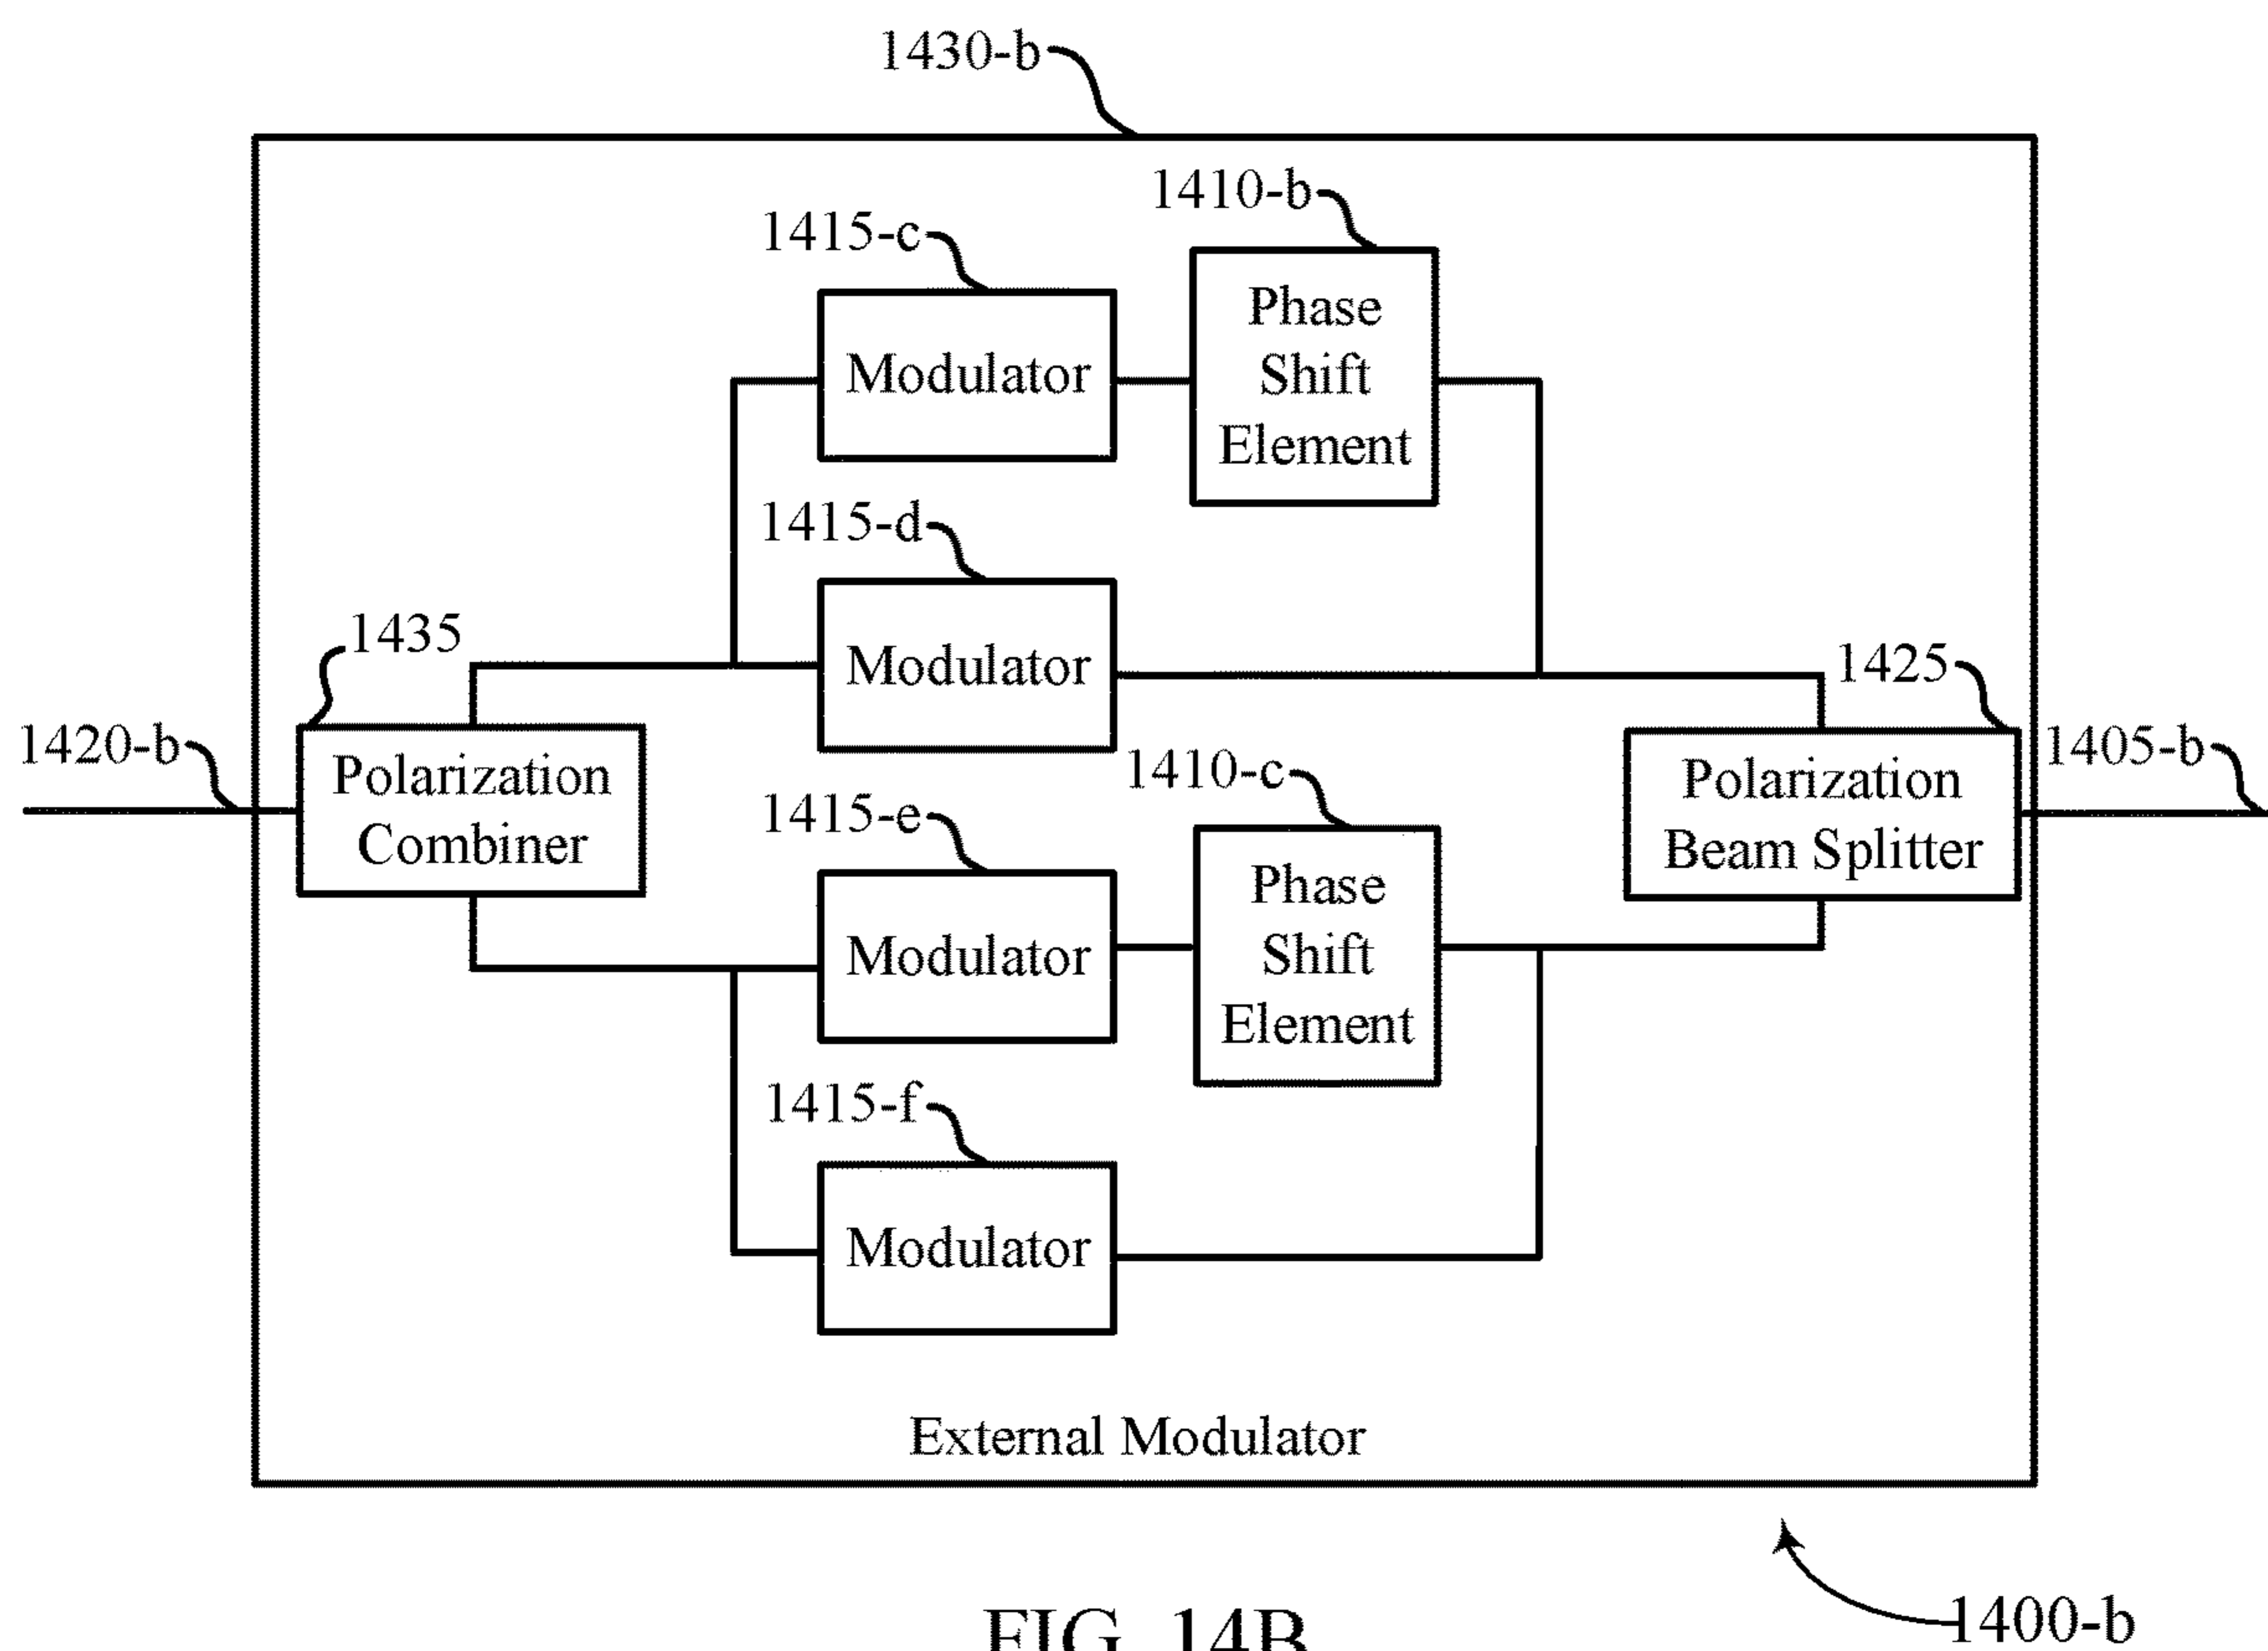 1430-b
1410-b
1415-c
Phase
Shift
Element
Modulator
1415-d
Modulator
1435
1425
1420-b
Polarization
Combiner
1405-b
Polarization
Beam Splitter
1410-c
1415-e
Phase
Shift
Element
Modulator
1415-f
Modulator
External Modulator
1400-b
FIG. 14B